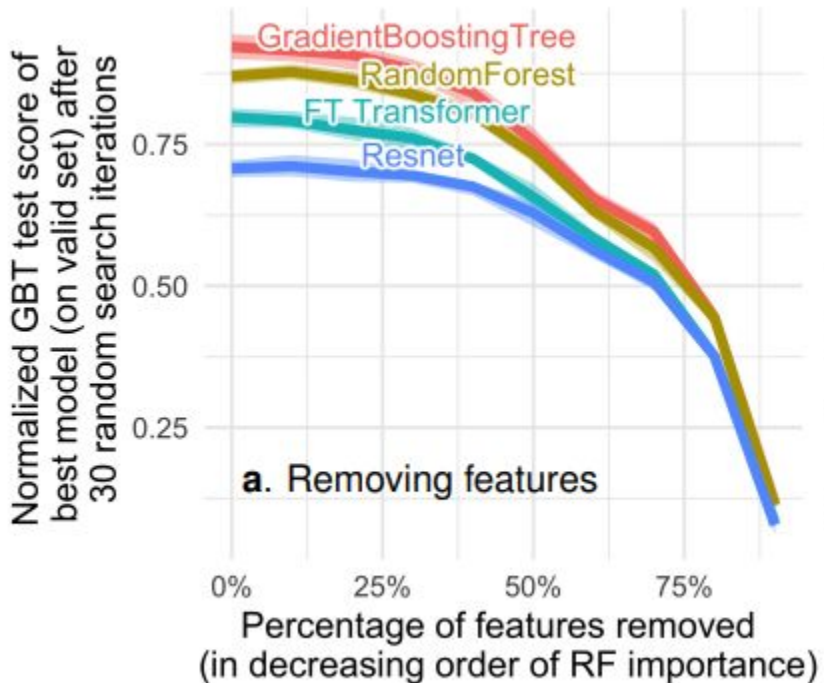 Normalized GBT test score of
best model (on valid set) after
30 random search iterations
0.75
0.50
0.25
GradientBoostingTree
RandomForest
FT Transformer
Resnet
a. Removing features
0%
25%
50%
75%
Percentage of features removed
(in decreasing order of RF importance)